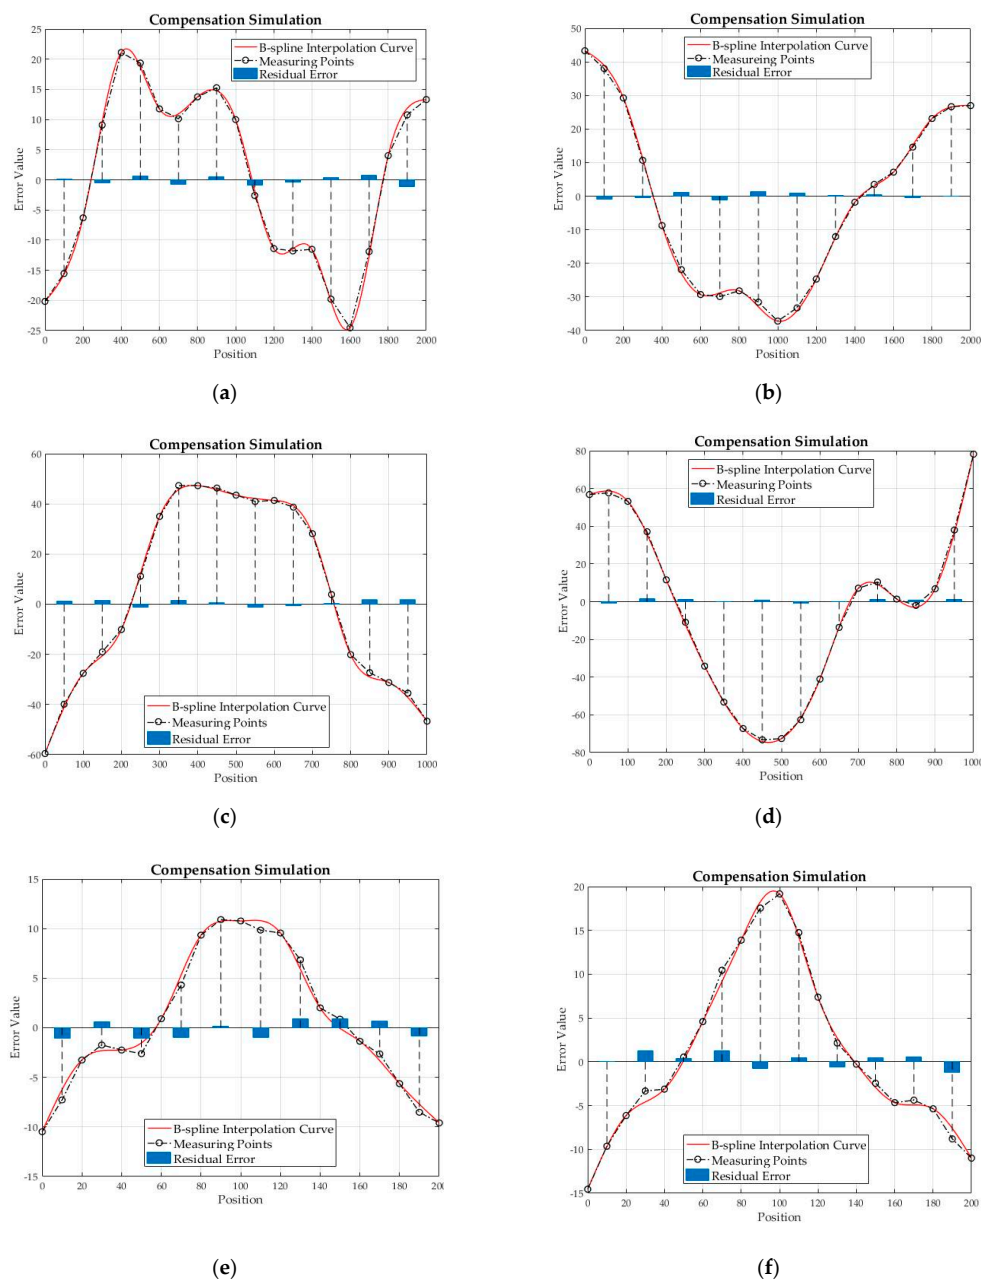 Compensation Simulation
25
20
15
10
5
0
-5
-10
-15
-20
-25
Error Value
B-spline Interpolation Curve
Measuring Points
Residual Error
0 200 400 600 800 1000 1200 1400 1600 1800 2000
Position
(a)
Compensation Simulation
50
40
30
20
10
0
-10
-20
-30
-40
Error Value
B-spline Interpolation Curve
Measureing Points
Residual Error
0 200 400 600 800 1000 1200 1400 1600 1800 2000
Position
(b)
Compensation Simulation
60
40
20
0
-20
-40
-60
Error Value
B-spline Interpolation Curve
Measuring Points
Residual Error
0 100 200 300 400 500 600 700 800 900 1000
Position
(c)
Compensation Simulation
80
60
40
20
0
-20
-40
-60
-80
Error Value
B-spline Interpolation Curve
Measuring Points
Residual Error
0 100 200 300 400 500 600 700 800 900 1000
Position
(d)
Compensation Simulation
15
10
5
0
-5
-10
-15
Error Value
B-spline Interpolation Curve
Measuring Points
Residual Error
0 20 40 60 80 100 120 140 160 180 200
Position
(e)
Compensation Simulation
20
15
10
5
0
-5
-10
-15
Error Value
B-spline Interpolation Curve
Measuring Points
Residual Error
0 20 40 60 80 100 120 140 160 180 200
Position
(f)